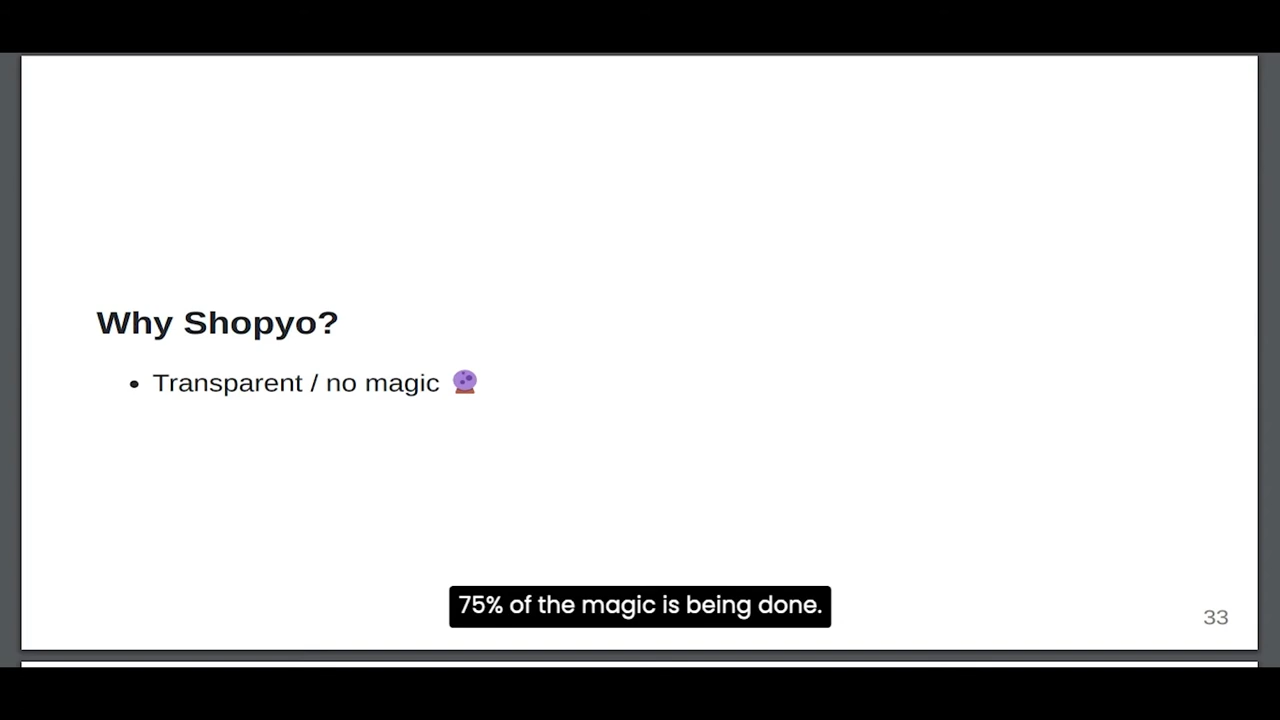 Why Shopyo?
• Transparent / no magic 🔮
75% of the magic is being done.
33